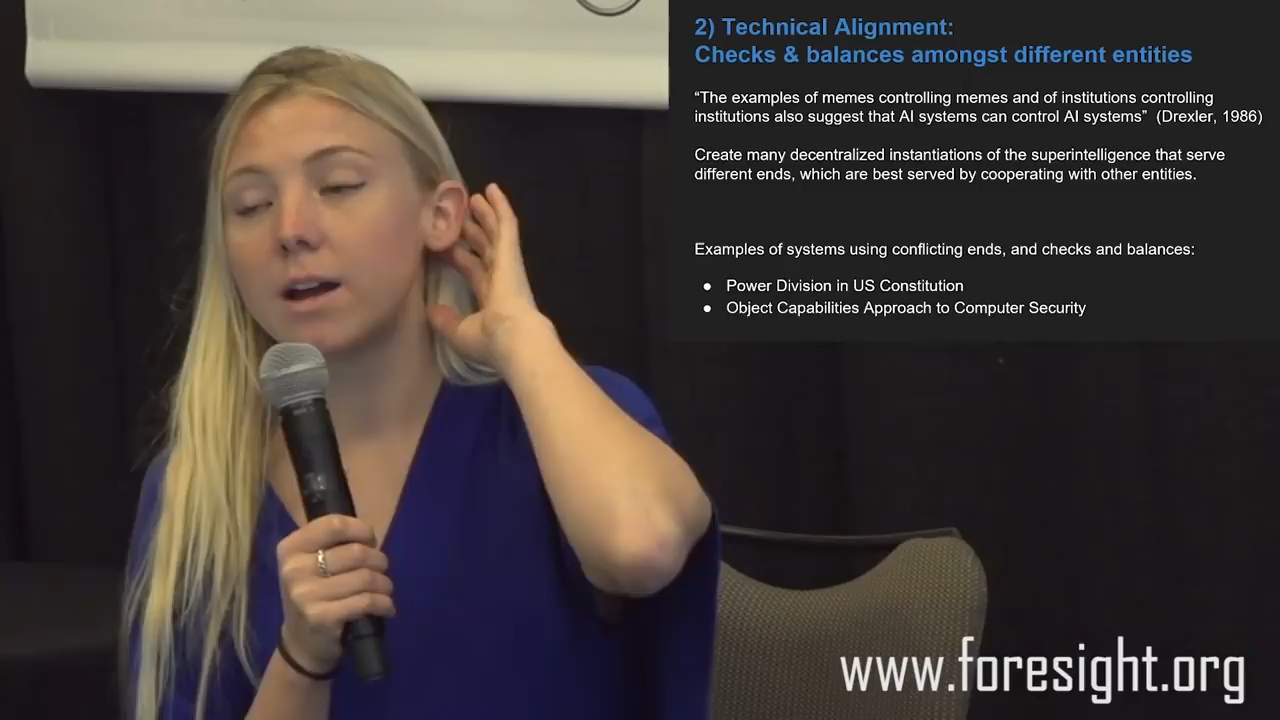 2) Technical Alignment:
Checks & balances amongst different entities
“The examples of memes controlling memes and of institutions controlling
institutions also suggest that AI systems can control AI systems” (Drexler, 1986)
Create many decentralized instantiations of the superintelligence that serve
different ends, which are best served by cooperating with other entities.
Examples of systems using conflicting ends, and checks and balances:
● Power Division in US Constitution
● Object Capabilities Approach to Computer Security
www.foresight.org